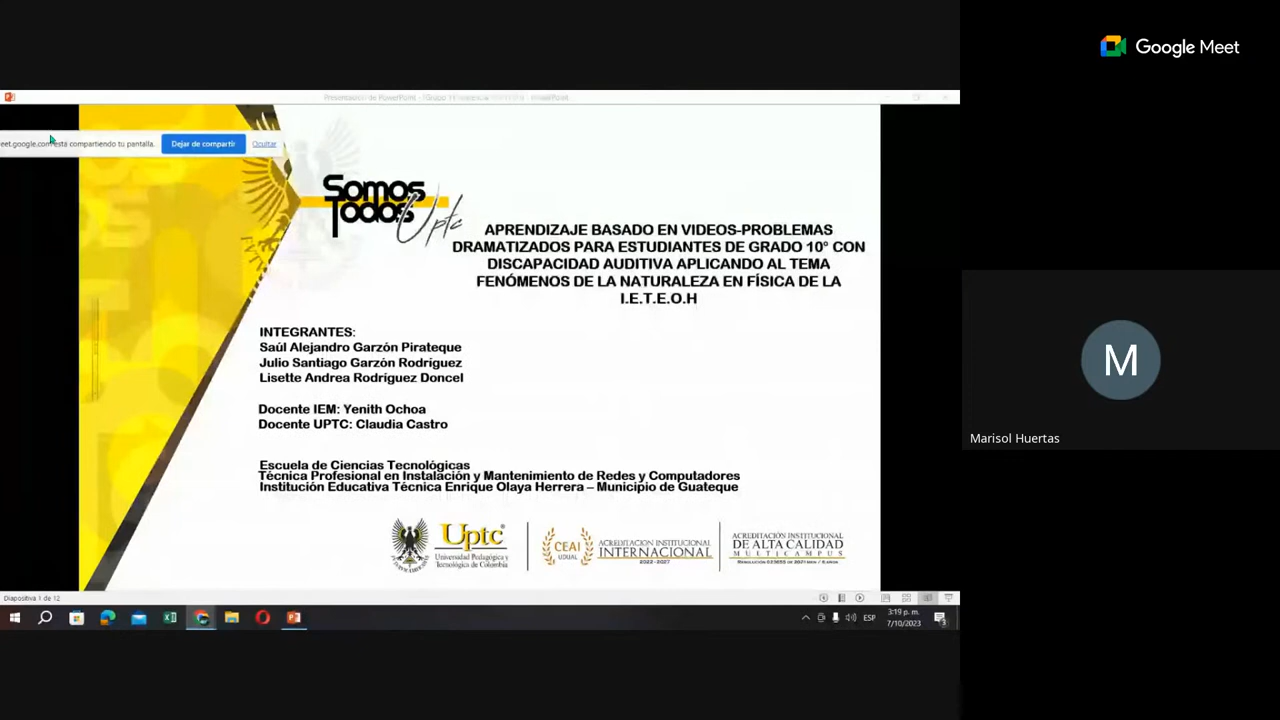 Google Meet
eet.google.com está compartiendo tu pantalla.
Dejar de compartir
Ocultar
Somos
Todos
Uptc
APRENDIZAJE BASADO EN VIDEOS-PROBLEMAS
DRAMATIZADOS PARA ESTUDIANTES DE GRADO 10° CON
DISCAPACIDAD AUDITIVA APLICANDO AL TEMA
FENÓMENOS DE LA NATURALEZA EN FÍSICA DE LA
I.E.T.E.O.H
INTEGRANTES:
Saúl Alejandro Garzón Pirateque
Julio Santiago Garzón Rodríguez
Lisette Andrea Rodríguez Doncel
Docente IEM: Yenith Ochoa
Docente UPTC: Claudia Castro
Escuela de Ciencias Tecnológicas
Técnica Profesional en Instalación y Mantenimiento de Redes y Computadores
Institución Educativa Técnica Enrique Olaya Herrera – Municipio de Guateque
Uptc®
Universidad Pedagógica y
Tecnológica de Colombia
CEAI
UDUAL
ACREDITACIÓN INSTITUCIONAL
INTERNACIONAL
2022-2027
ACREDITACIÓN INSTITUCIONAL
DE ALTA CALIDAD
MULTICAMPUS
Diapositiva 1 de 12
ESP
3:19 p. m.
7/10/2023
M
Marisol Huertas